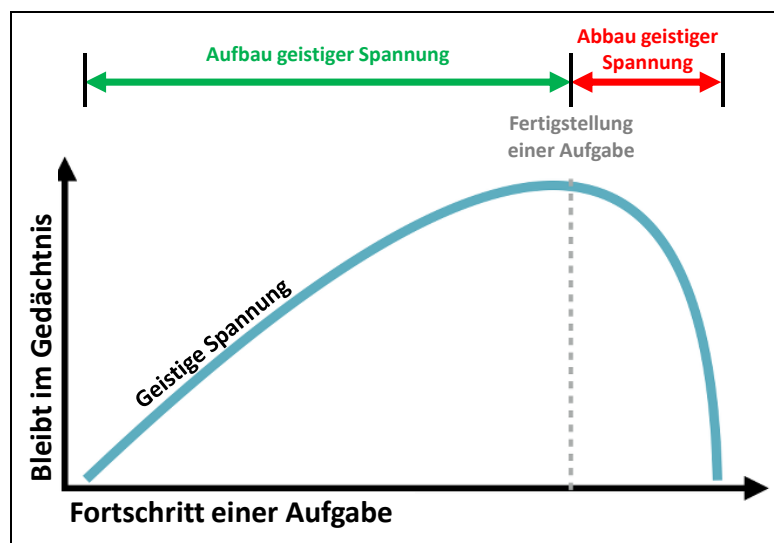 Aufbau geistiger Spannung
Abbau geistiger
Spannung
Fertigstellung
einer Aufgabe
Bleibt im Gedächtnis
Geistige Spannung
Fortschritt einer Aufgabe